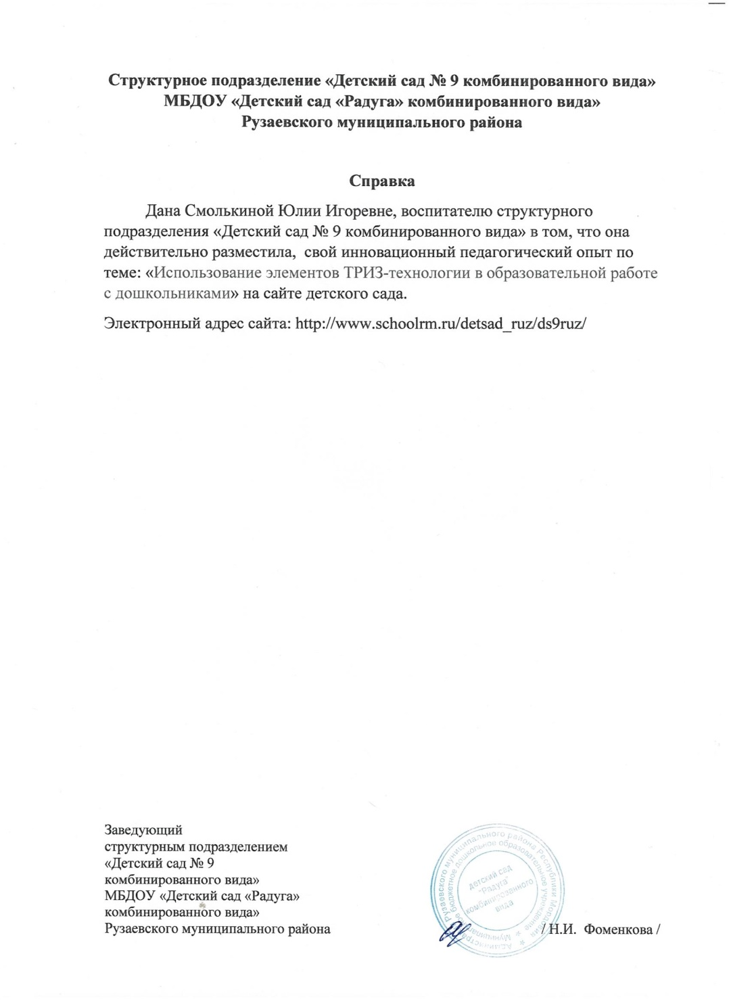 Структурное подразделение «Детский сад № 9 комбинированного вида»
МБДОУ «Детский сад «Радуга» комбинированного вида»
Рузаевского муниципального района
Справка
Дана Смолькиной Юлии Игоревне, воспитателю структурного
подразделения «Детский сад № 9 комбинированного вида» в том, что она
действительно разместила,  свой инновационный педагогический опыт по
теме: «Использование элементов ТРИЗ-технологии в образовательной работе
с дошкольниками» на сайте детского сада.
Электронный адрес сайта: http://www.schoolrm.ru/detsad_ruz/ds9ruz/
Заведующий
структурным подразделением
«Детский сад № 9
комбинированного вида»
МБДОУ «Детский сад «Радуга»
комбинированного вида»
Рузаевского муниципального района
/ Н.И.  Фоменкова /
Рузаевского муниципального района Республики Мордовия
дошкольное образовательное учреждение
детский сад
"Радуга"
комбинированного
вида